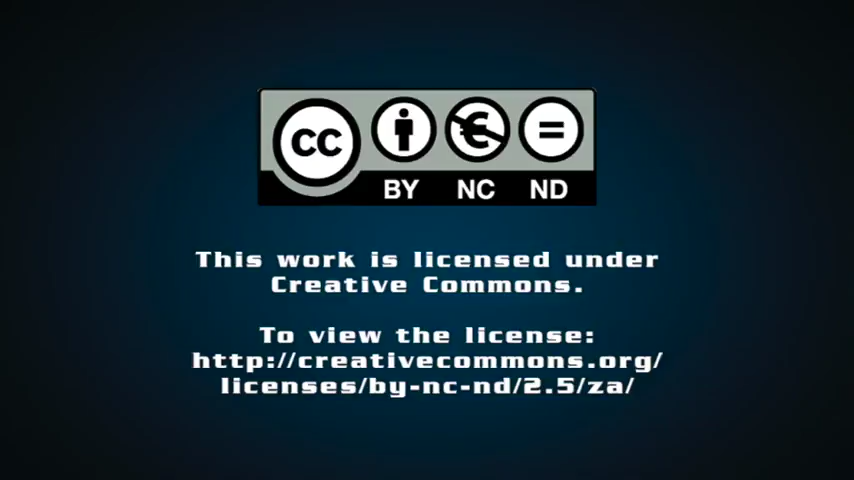 CC
BY NC ND
This work is licensed under
Creative Commons.
To view the license:
http://creativecommons.org/
licenses/by-nc-nd/2.5/za/